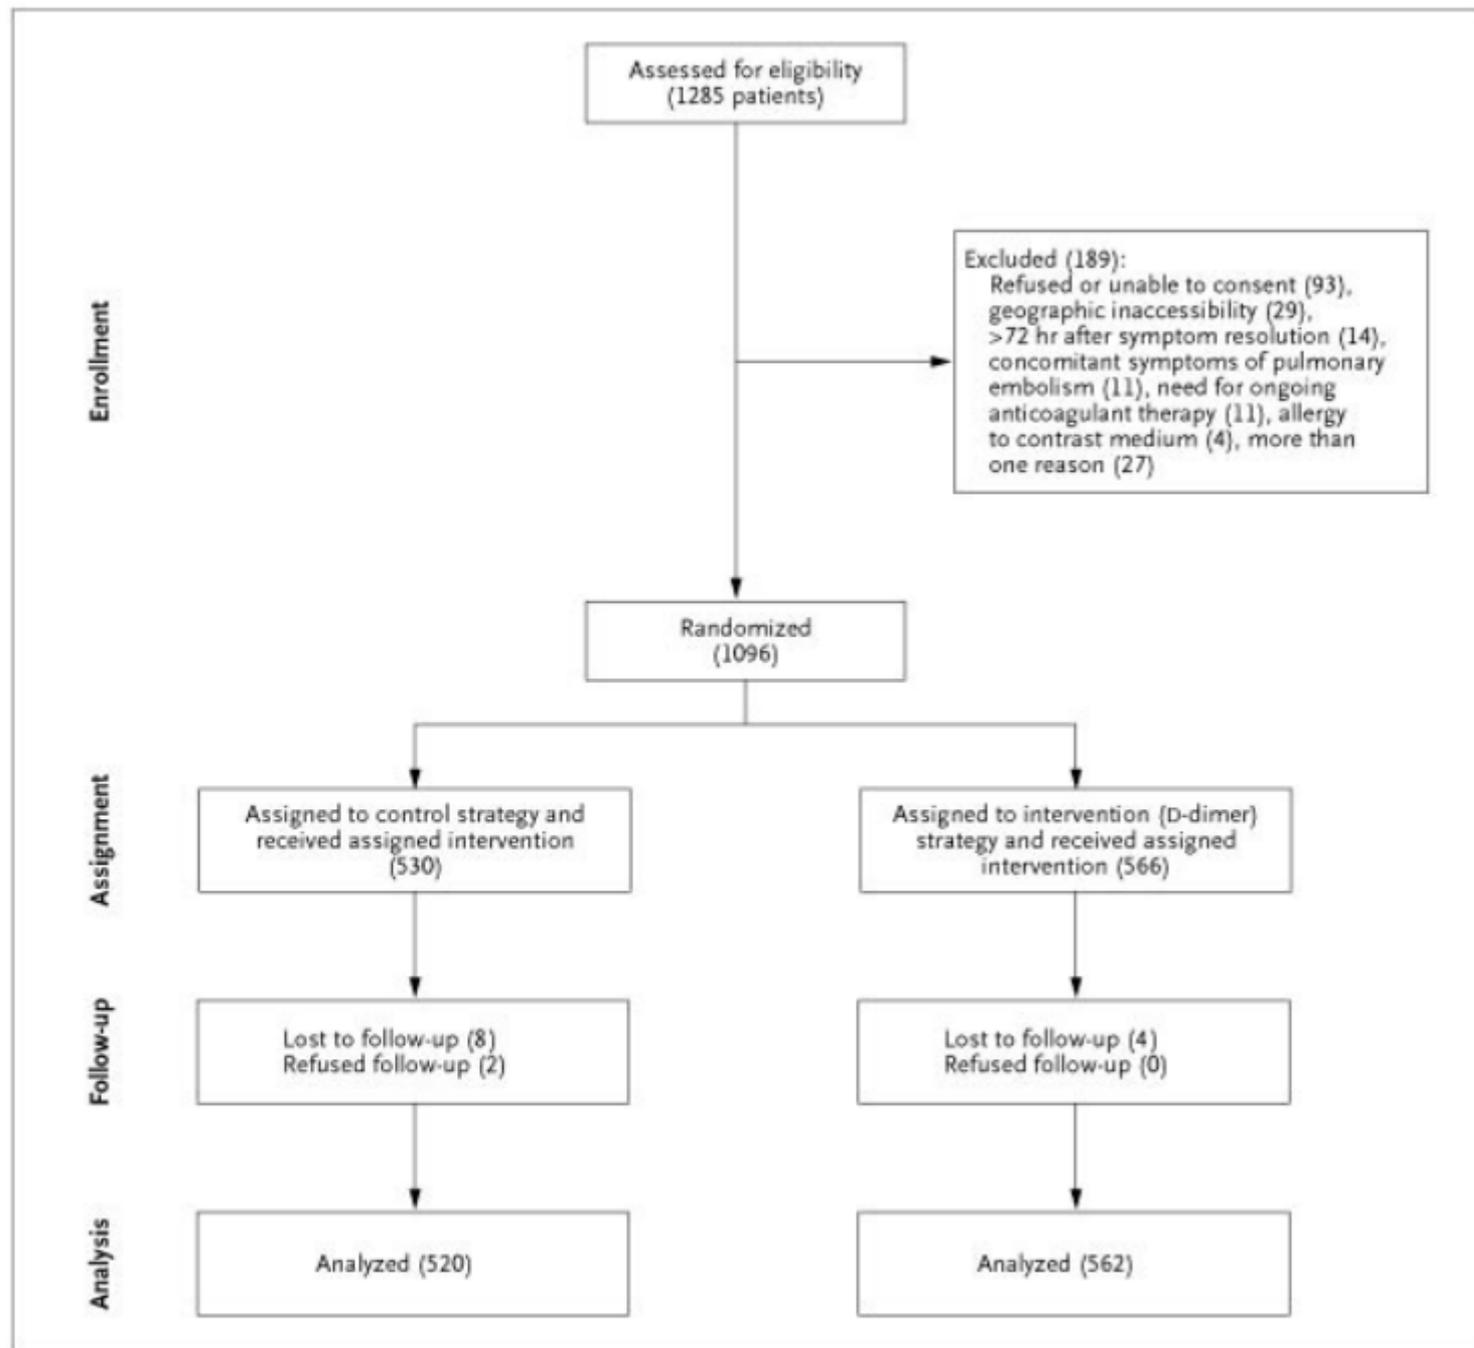 Assessed for eligibility
(1285 patients)
Enrollment
Excluded (189):
Refused or unable to consent (93),
geographic inaccessibility (29),
>72 hr after symptom resolution (14),
concomitant symptoms of pulmonary
embolism (11), need for ongoing
anticoagulant therapy (11), allergy
to contrast medium (4), more than
one reason (27)
Randomized
(1096)
Assignment
Assigned to control strategy and
received assigned intervention
(530)
Assigned to intervention (D-dimer)
strategy and received assigned
intervention (566)
Follow-up
Lost to follow-up (8)
Refused follow-up (2)
Lost to follow-up (4)
Refused follow-up (0)
Analysis
Analyzed (520)
Analyzed (562)